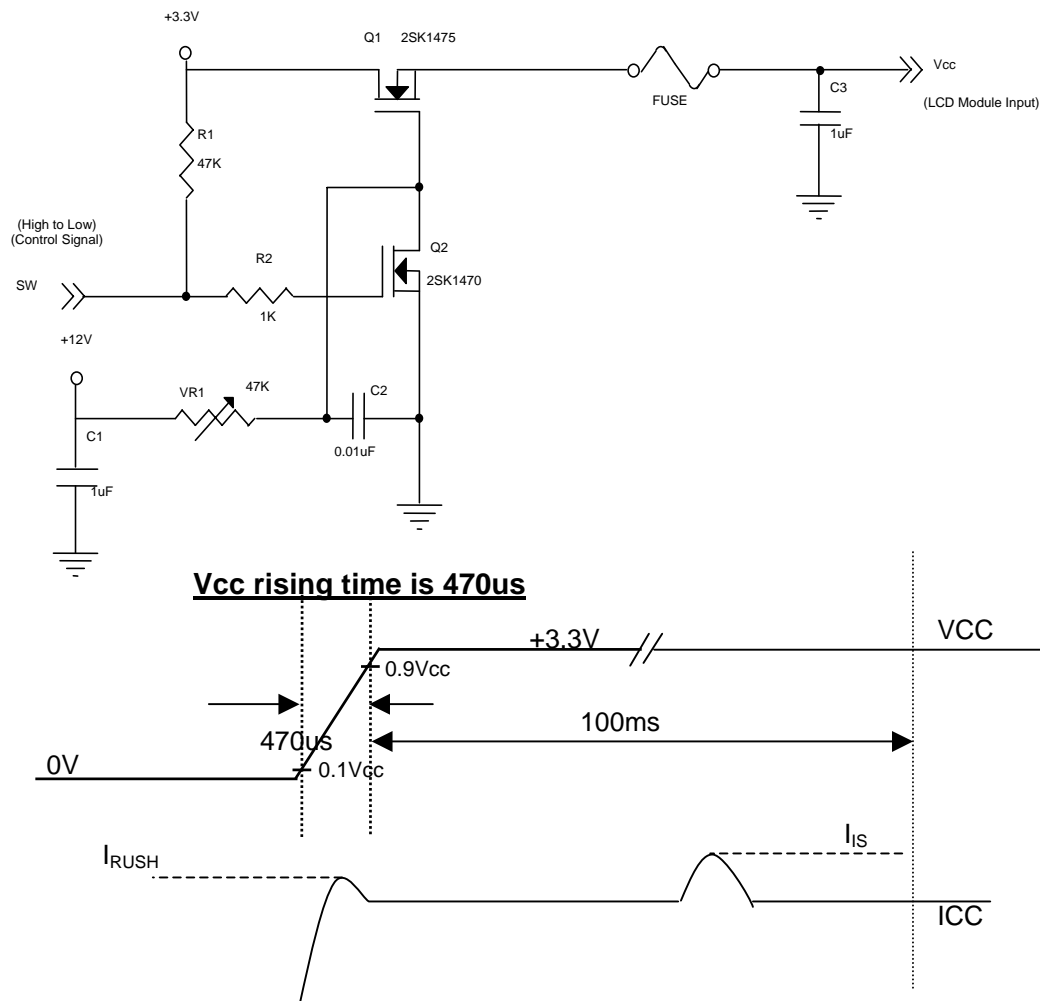 +3.3V
Q1 2SK1475
Vcc
FUSE
C3
(LCD Module Input)
R1
47K
1uF
(High to Low)
(Control Signal)
Q2
R2
SW
2SK1470
1K
+12V
VR1
47K
C2
C1
0.01uF
1uF
Vcc rising time is 470us
+3.3V
VCC
0.9Vcc
100ms
470us
0V
0.1Vcc
IIS
IRUSH
ICC